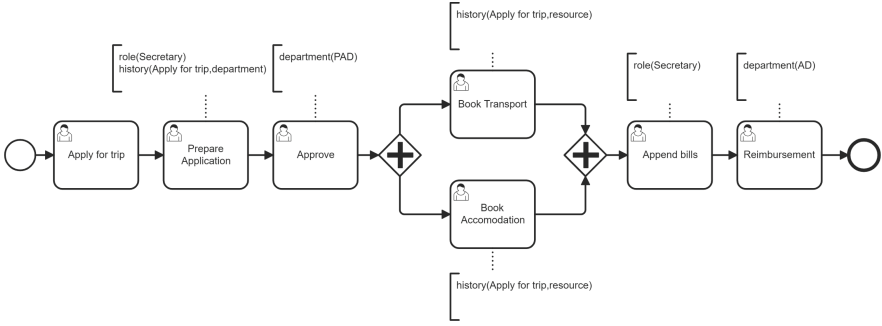 history(Apply for trip,resource)
role(Secretary)
history(Apply for trip,department)
department(PAD)
role(Secretary)
department(AD)
Book Transport
Apply for trip
Prepare
Application
Approve
Append bills
Reimbursement
Book
Accomodation
history(Apply for trip,resource)